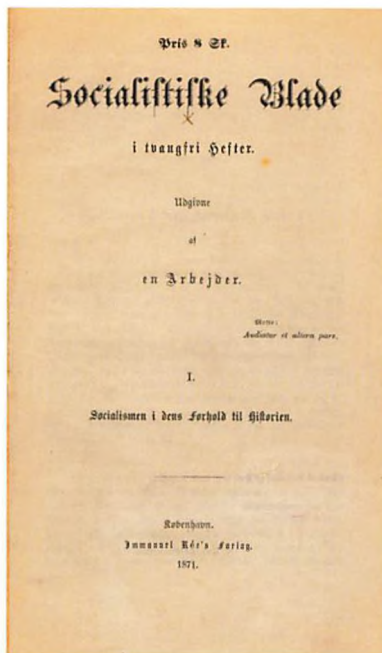 Pris 8 Sk.
Socialistiske Blade
i tvangfri Hefter.
Udgivne
af
en Arbejder.
Motto:
Audiatur et altera pars.
I.
Socialismen i dens Forhold til Historien.
København.
Immanuel Rée's Forlag.
1871.